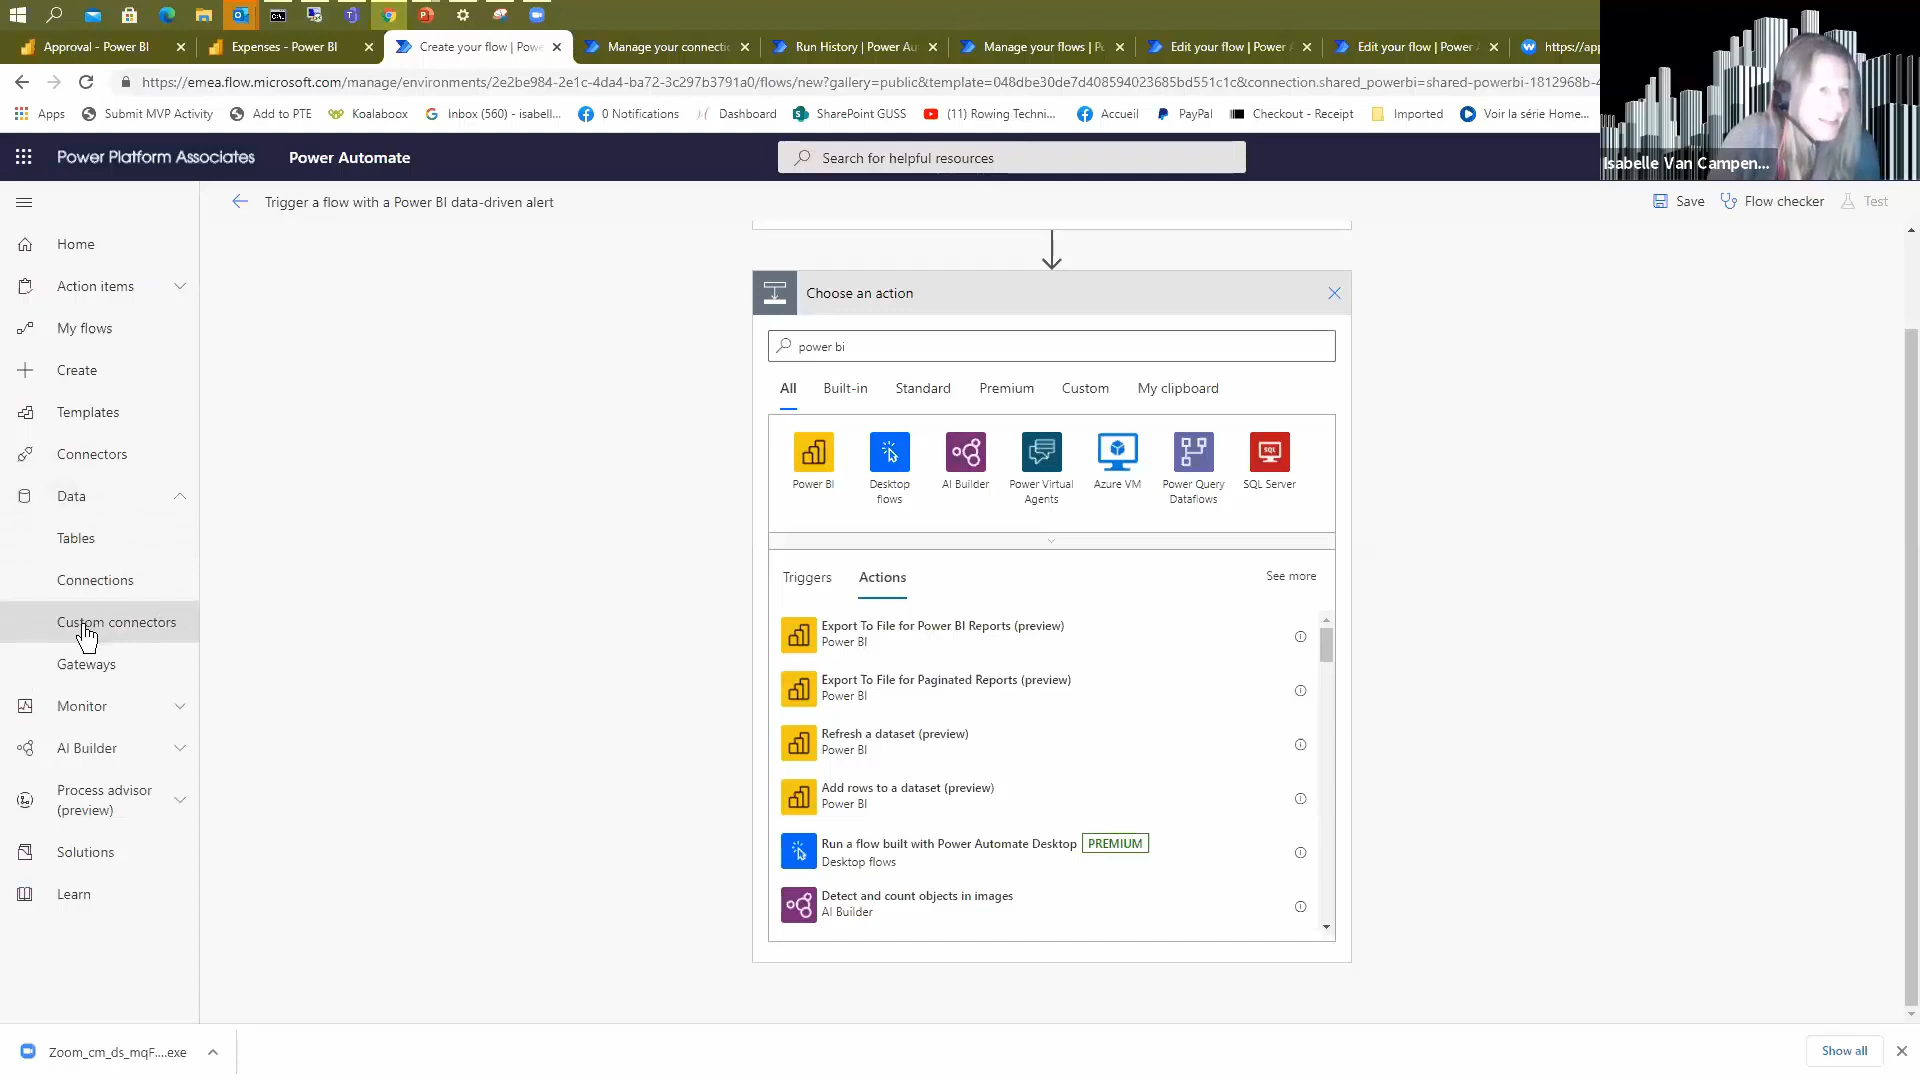 Approval - Power BI
Expenses - Power BI
Create your flow | Powe
Manage your connectic
Run History | Power Au
Manage your flows | Po
Edit your flow | Power A
Edit your flow | Power A
https://app
https://emea.flow.microsoft.com/manage/environments/2e2be984-2e1c-4da4-ba72-3c297b3791a0/flows/new?gallery=public&template=048dbe30de7d408594023685bd551c1c&connection.shared_powerbi=shared-powerbi-1812968b-4
Apps
Submit MVP Activity
Add to PTE
Koalaboox
Inbox (560) - isabell...
0 Notifications
Dashboard
SharePoint GUSS
(11) Rowing Techni...
Accueil
PayPal
Checkout - Receipt
Imported
Voir la série Home...
Isabelle Van Campen...
Power Platform Associates
Power Automate
Search for helpful resources
Trigger a flow with a Power BI data-driven alert
Save
Flow checker
Test
Home
Action items
My flows
Create
Templates
Connectors
Data
Tables
Connections
Custom connectors
Gateways
Monitor
AI Builder
Process advisor
(preview)
Solutions
Learn
Choose an action
power bi
All
Built-in
Standard
Premium
Custom
My clipboard
Power BI
Desktop
flows
AI Builder
Power Virtual
Agents
Azure VM
Power Query
Dataflows
SQL
SQL Server
Triggers
Actions
See more
Export To File for Power BI Reports (preview)
Power BI
Export To File for Paginated Reports (preview)
Power BI
Refresh a dataset (preview)
Power BI
Add rows to a dataset (preview)
Power BI
Run a flow built with Power Automate Desktop PREMIUM
Desktop flows
Detect and count objects in images
AI Builder
Zoom_cm_ds_mqF....exe
Show all